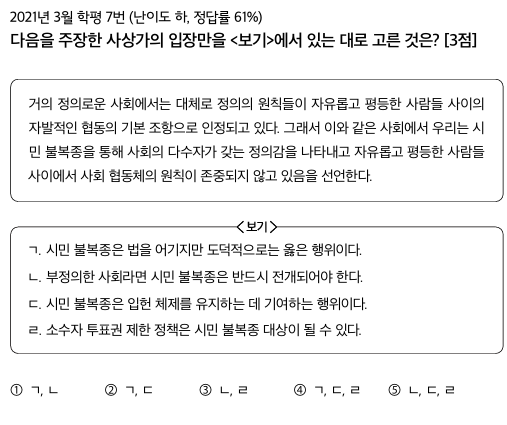 2021년 3월 학평 7번 (난이도 하, 정답률 61%)
다음을 주장한 사상가의 입장만을 <보기>에서 있는 대로 고른 것은? [3점]
거의 정의로운 사회에서는 대체로 정의의 원칙들이 자유롭고 평등한 사람들 사이의
자발적인 협동의 기본 조항으로 인정되고 있다. 그래서 이와 같은 사회에서 우리는 시
민 불복종을 통해 사회의 다수자가 갖는 정의감을 나타내고 자유롭고 평등한 사람들
사이에서 사회 협동체의 원칙이 존중되지 않고 있음을 선언한다.
<보기>
ㄱ. 시민 불복종은 법을 어기지만 도덕적으로는 옳은 행위이다.
ㄴ. 부정의한 사회라면 시민 불복종은 반드시 전개되어야 한다.
ㄷ. 시민 불복종은 입헌 체제를 유지하는 데 기여하는 행위이다.
ㄹ. 소수자 투표권 제한 정책은 시민 불복종 대상이 될 수 있다.
① ㄱ, ㄴ ② ㄱ, ㄷ ③ ㄴ, ㄹ ④ ㄱ, ㄷ, ㄹ ⑤ ㄴ, ㄷ, ㄹ